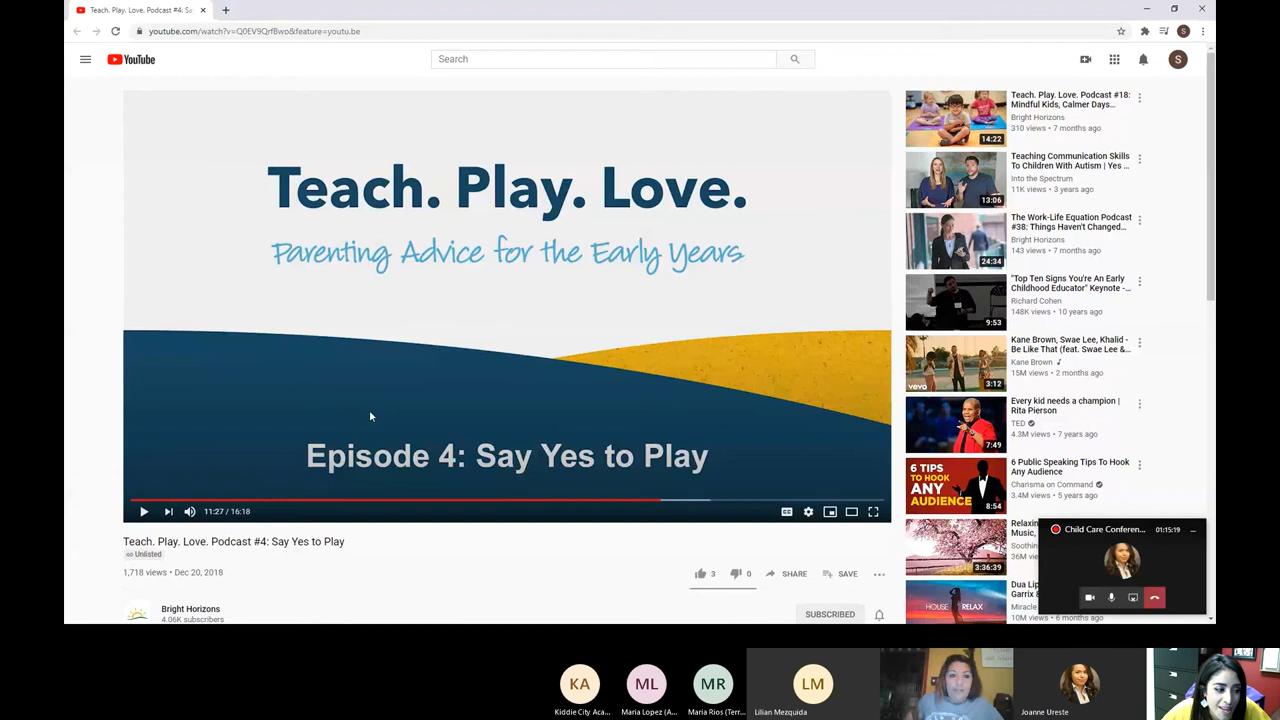 Teach. Play. Love. Podcast #4: Sa
youtube.com/watch?v=Q0EV9QrfBwo&feature=youtu.be
YouTube
Search
S
S
Teach. Play. Love.
Parenting Advice for the Early Years
Episode 4: Say Yes to Play
11:27 / 16:18
CC
Teach. Play. Love. Podcast #4: Say Yes to Play
Unlisted
1,718 views • Dec 20, 2018
3
0
SHARE
SAVE
Bright Horizons
4.06K subscribers
SUBSCRIBED
Teach. Play. Love. Podcast #18:
Mindful Kids, Calmer Days...
Bright Horizons
310 views • 7 months ago
14:22
Teaching Communication Skills
To Children With Autism | Yes ...
Into the Spectrum
11K views • 3 years ago
13:06
The Work-Life Equation Podcast
#38: Things Haven't Changed...
Bright Horizons
143 views • 7 months ago
24:34
"Top Ten Signs You're An Early
Childhood Educator" Keynote -...
Richard Cohen
148K views • 10 years ago
9:53
Kane Brown, Swae Lee, Khalid -
Be Like That (feat. Swae Lee &...
Kane Brown
15M views • 2 months ago
vevo
3:12
Every kid needs a champion |
Rita Pierson
TED
4.3M views • 7 years ago
7:49
6 Public Speaking Tips To Hook
Any Audience
Charisma on Command
3.4M views • 5 years ago
6 TIPS
TO HOOK
ANY
AUDIENCE
8:54
Relaxin
Music,
Soothin
36M vie
3:36:39
Dua Lip
Garrix &
Miracle
10M views • 6 months ago
HOUSE RELAX
Child Care Conferen...
01:15:19
KA
Kiddie City Aca...
ML
Maria Lopez (A...
MR
Maria Rios (Terr...
LM
Lilian Mezquida
Joanne Ureste